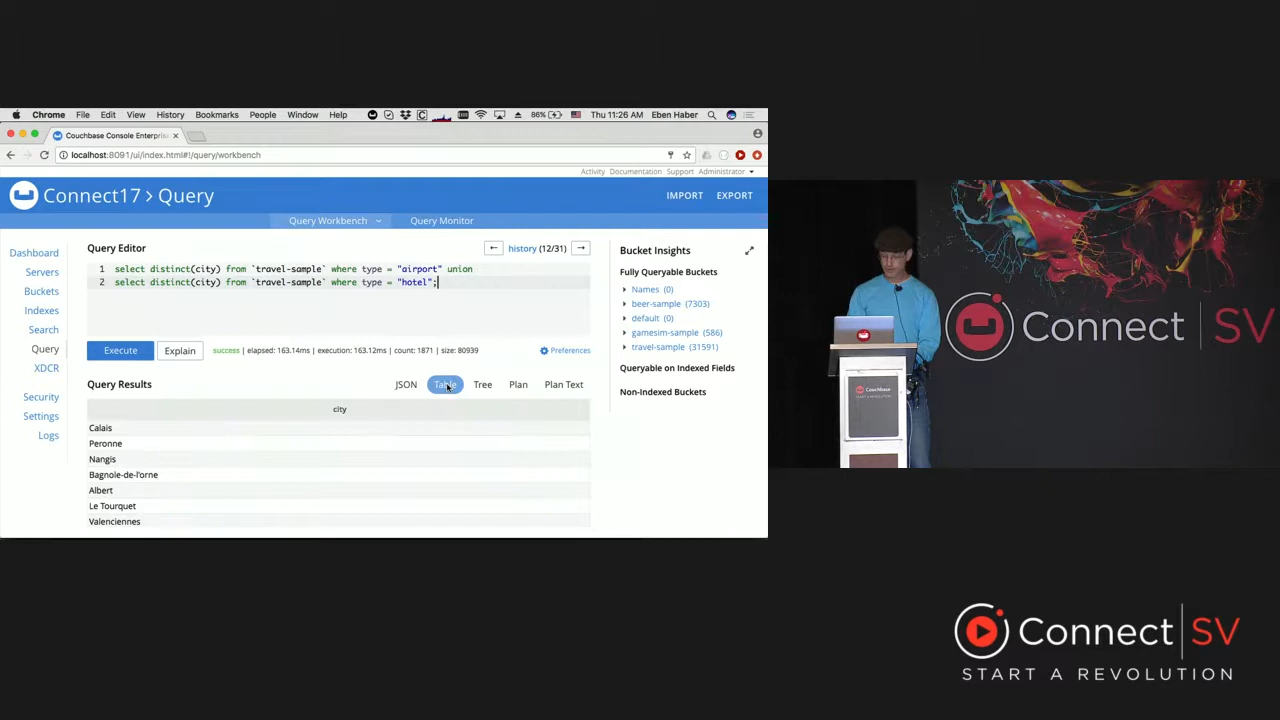 Chrome File Edit View History Bookmarks People Window Help 86% Thu 11:26 AM Eben Haber
Couchbase Console Enterpris
localhost:8091/ui/index.html#!/query/workbench
Activity Documentation Support Administrator
Connect17 > Query
IMPORT EXPORT
Query Workbench Query Monitor
Dashboard
Servers
Buckets
Indexes
Search
Query
XDCR
Security
Settings
Logs
Query Editor
history (12/31)
1 select distinct(city) from `travel-sample` where type = "airport" union
2 select distinct(city) from `travel-sample` where type = "hotel";
Execute Explain success | elapsed: 163.14ms | execution: 163.12ms | count: 1871 | size: 80939 Preferences
Query Results JSON Table Tree Plan Plan Text
city
Calais
Peronne
Nangis
Bagnole-de-l'orne
Albert
Le Tourquet
Valenciennes
Bucket Insights
Fully Queryable Buckets
Names (0)
beer-sample (7303)
default (0)
gamesim-sample (586)
travel-sample (31591)
Queryable on Indexed Fields
Non-Indexed Buckets
Connect SV
Couchbase
Connect SV
START A REVOLUTION